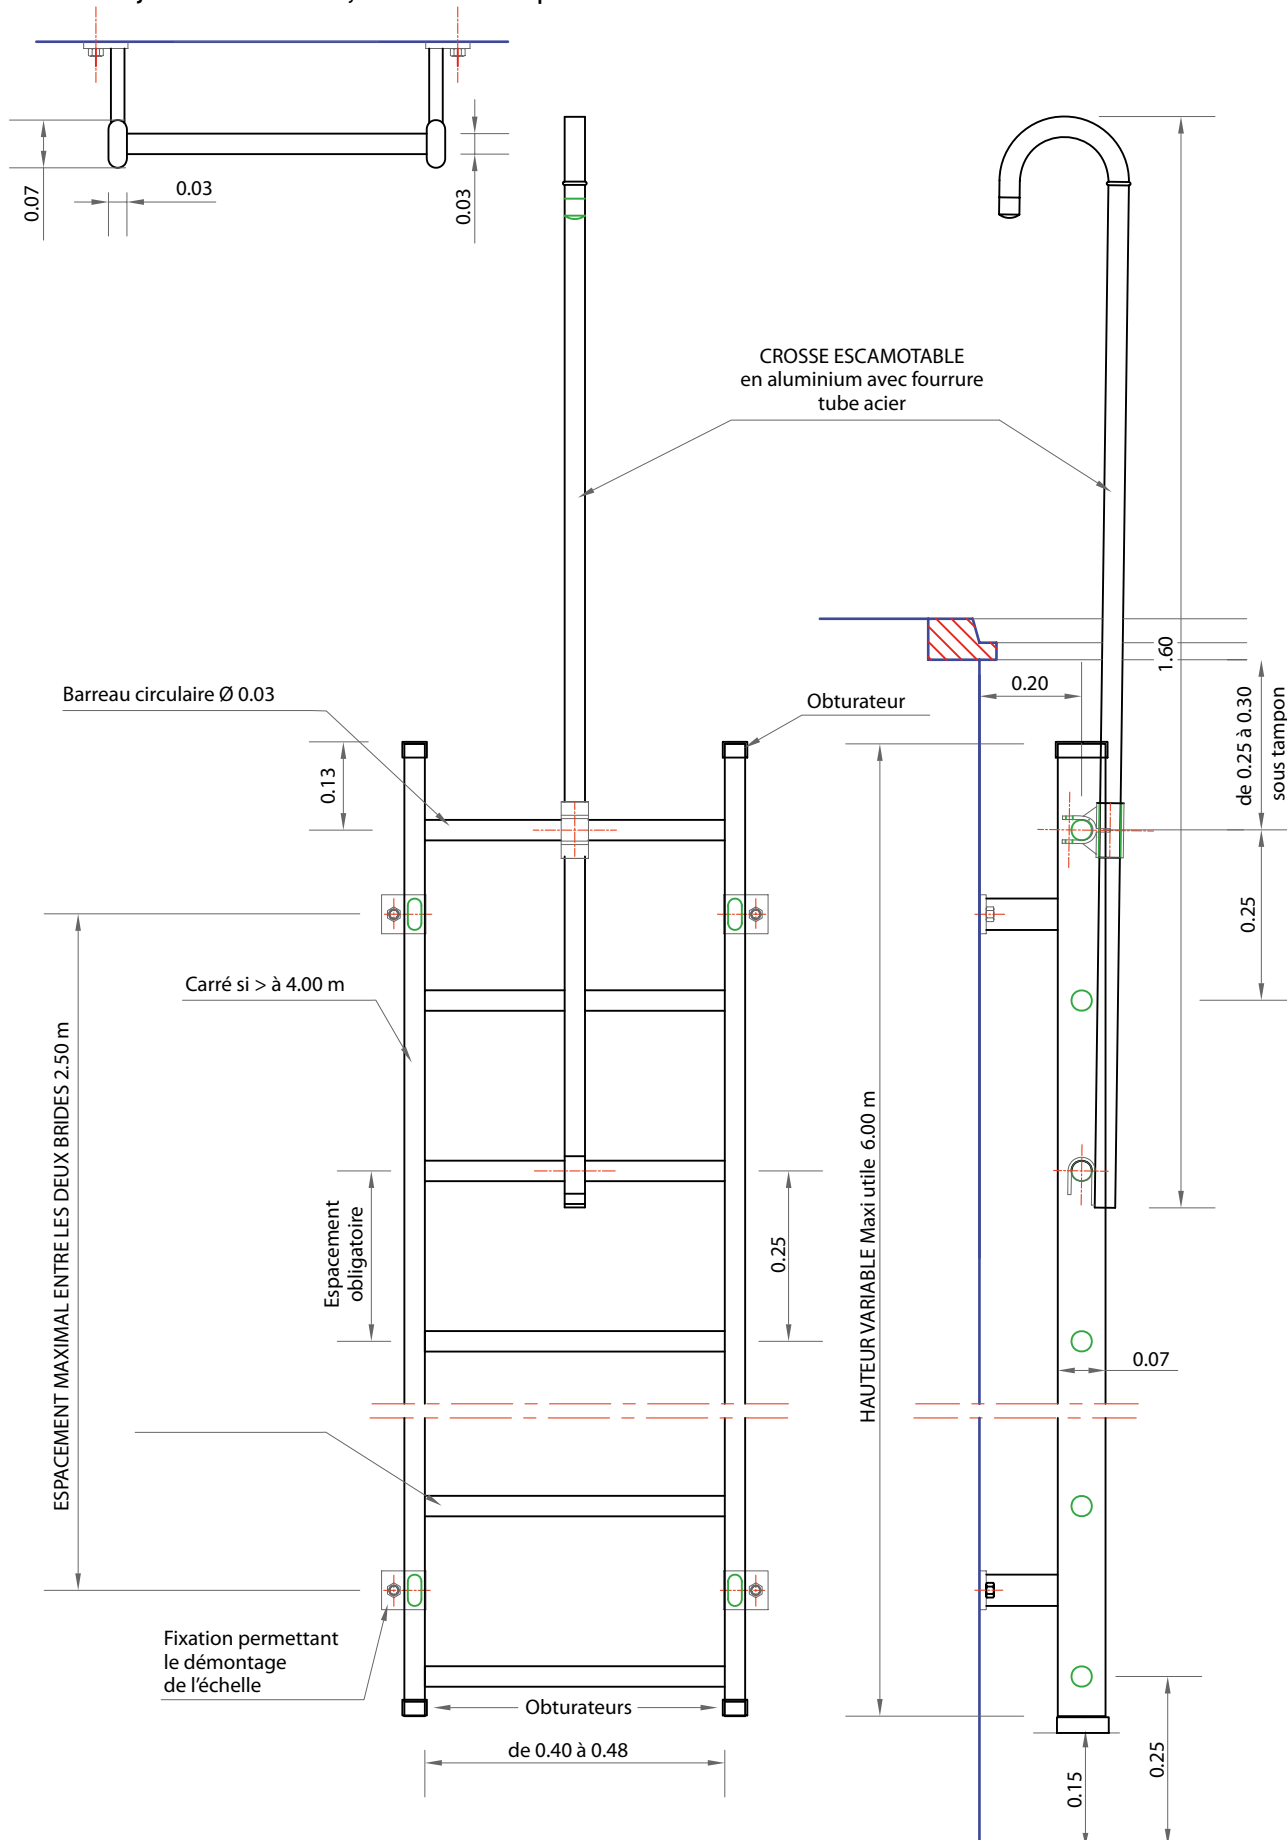 0.07
0.03
0.03
CROSSE ESCAMOTABLE
en aluminium avec fourrure
tube acier
1.60
0.20
de 0.25 à 0.30
sous tampon
Barreau circulaire Ø 0.03
Obturateur
0.13
0.25
Carré si > à 4.00 m
ESPACEMENT MAXIMAL ENTRE LES DEUX BRIDES 2.50 m
Espacement
obligatoire
0.25
HAUTEUR VARIABLE Maxi utile 6.00 m
0.07
Fixation permettant
le démontage
de l'échelle
Obturateurs
de 0.40 à 0.48
0.15
0.25